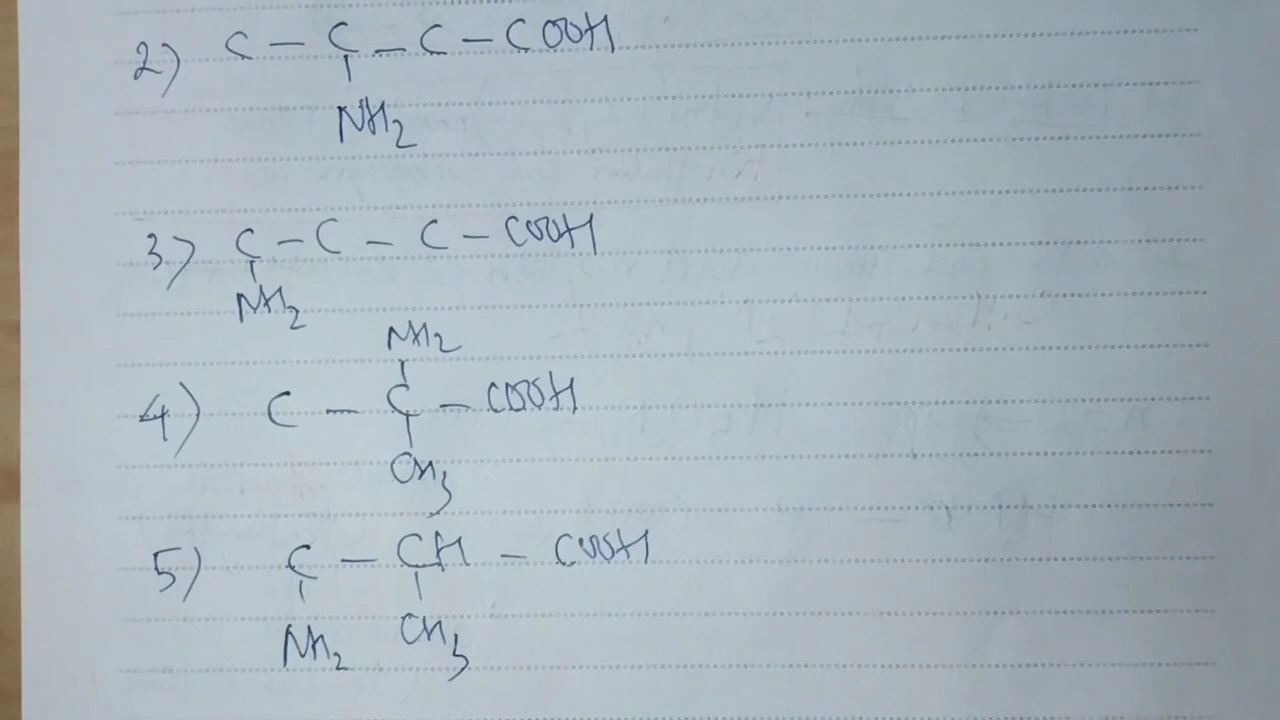 2) C - C - C - COOH
NH2
3) C - C - C - COOH
NH2
NH2
4) C - C - COOH
CH3
5) C - CH - COOH
NH2 CH3